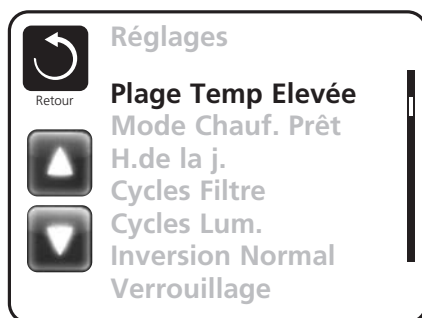 Réglages
Retour
Plage Temp Elevée
Mode Chauf. Prêt
H.de la j.
Cycles Filtre
Cycles Lum.
Inversion Normal
Verrouillage